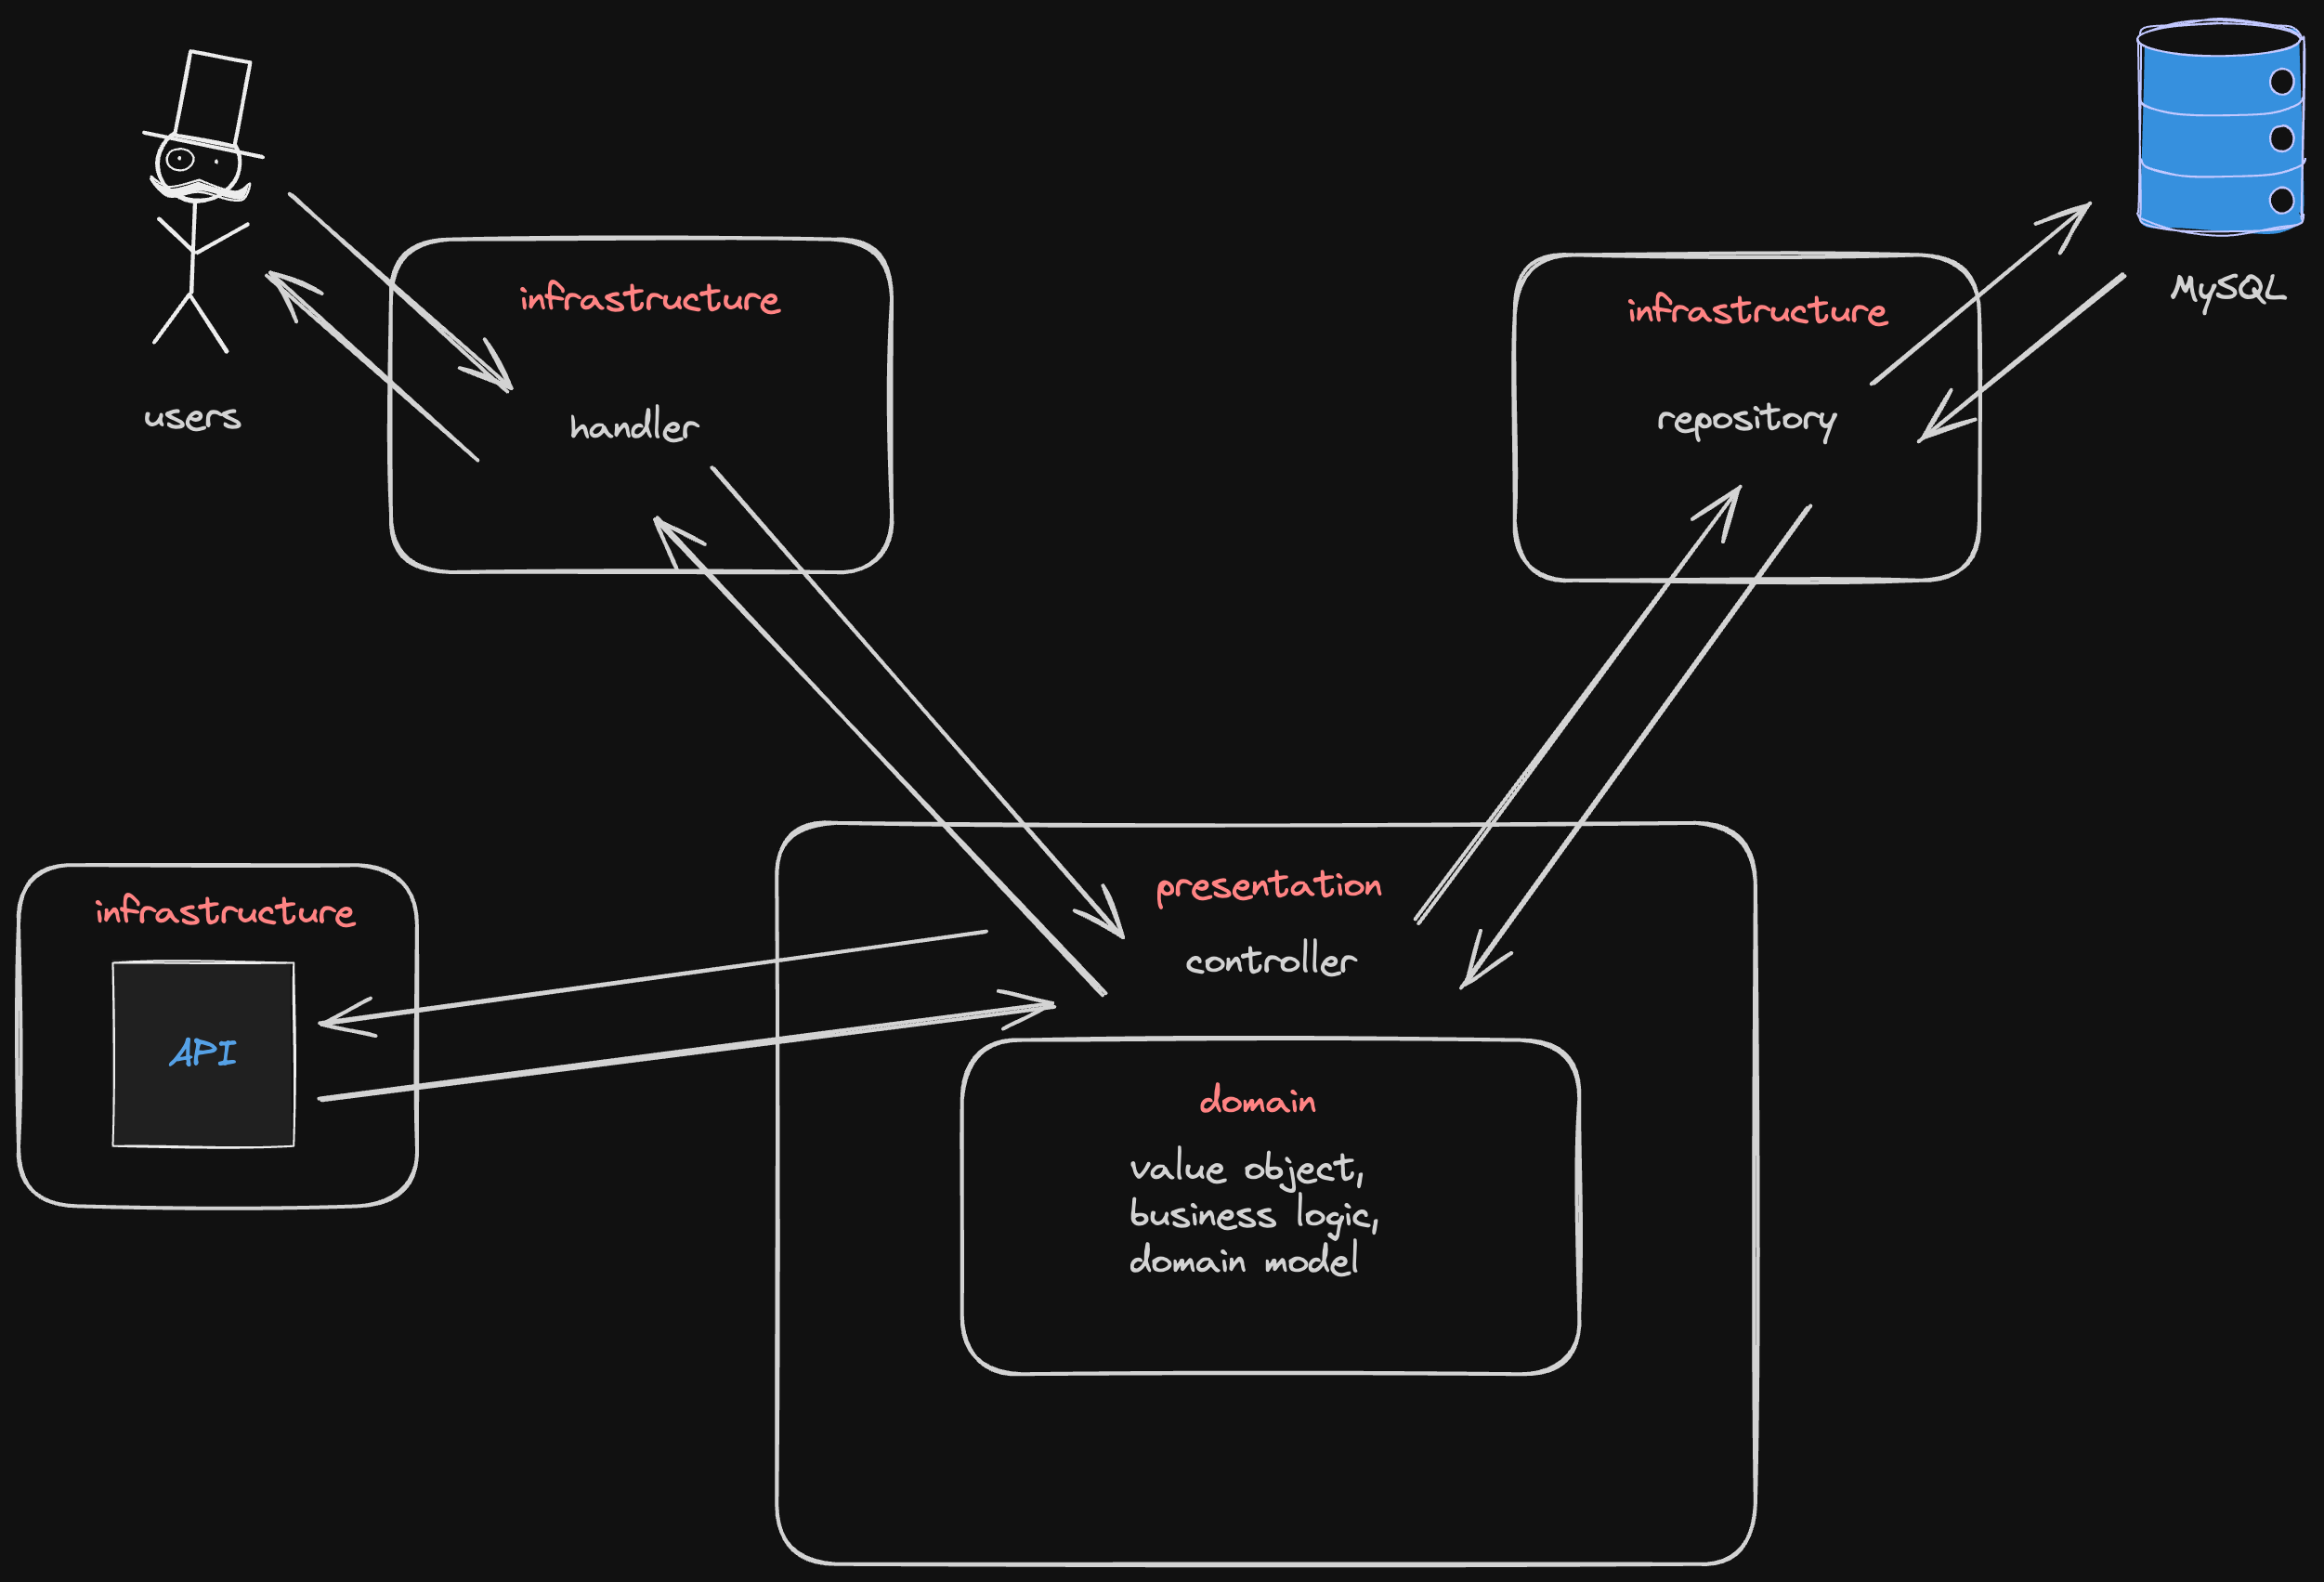 infrastructure
handler
users
infrastructure
repository
MySQL
infrastructure
API
presentation
controller
domain
value object,
business logic,
domain model